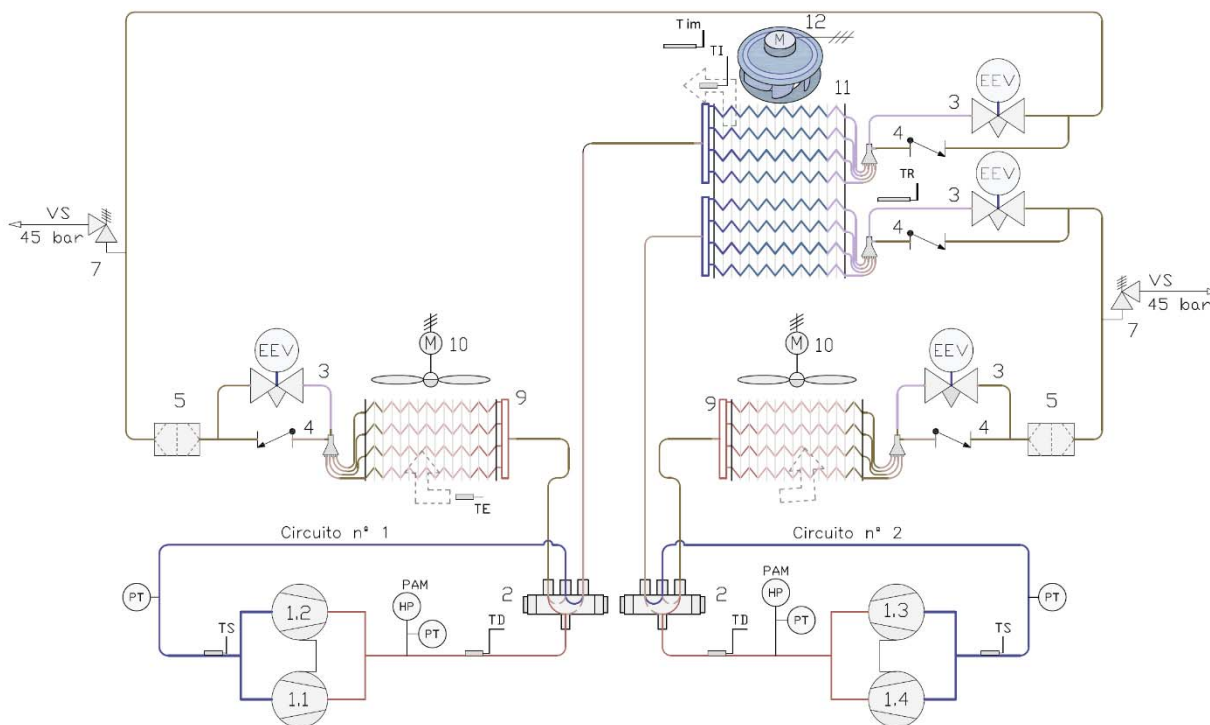 12
Tim
M
TI
EEV
3
11
4
EEV
TR
3
VS
45 bar
4
7
VS
45 bar
7
EEV
M
10
M
10
EEV
3
3
5
9
9
5
4
4
TE
Circuito nº 1
Circuito nº 2
PAM
PAM
PT
1.2
HP
2
2
HP
1.3
PT
TS
PT
TD
TD
PT
TS
1.1
1.4